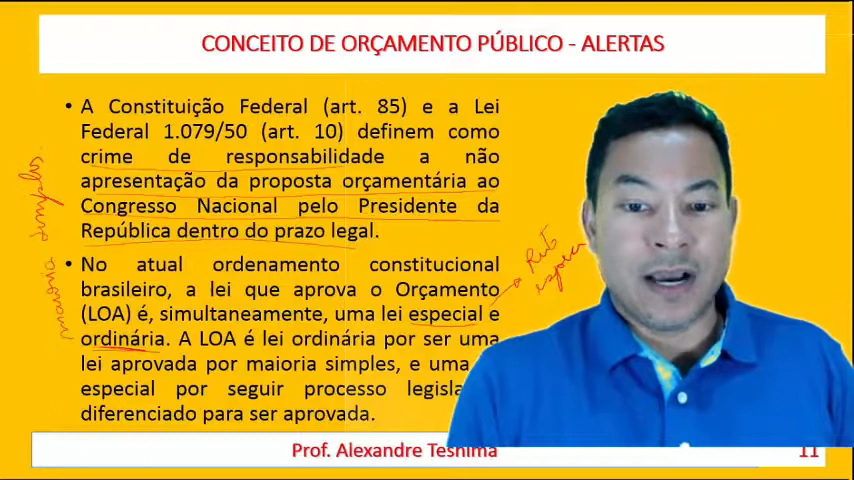 CONCEITO DE ORÇAMENTO PÚBLICO - ALERTAS
• A Constituição Federal (art. 85) e a Lei
Federal 1.079/50 (art. 10) definem como
crime de responsabilidade a não
apresentação da proposta orçamentária ao
Congresso Nacional pelo Presidente da
República dentro do prazo legal.
• No atual ordenamento constitucional
brasileiro, a lei que aprova o Orçamento
(LOA) é, simultaneamente, uma lei especial e
ordinária. A LOA é lei ordinária por ser uma
lei aprovada por maioria simples, e uma
especial por seguir processo legisla
diferenciado para ser aprovada.
maioria simples.
Prof. Alexandre Teshima
11